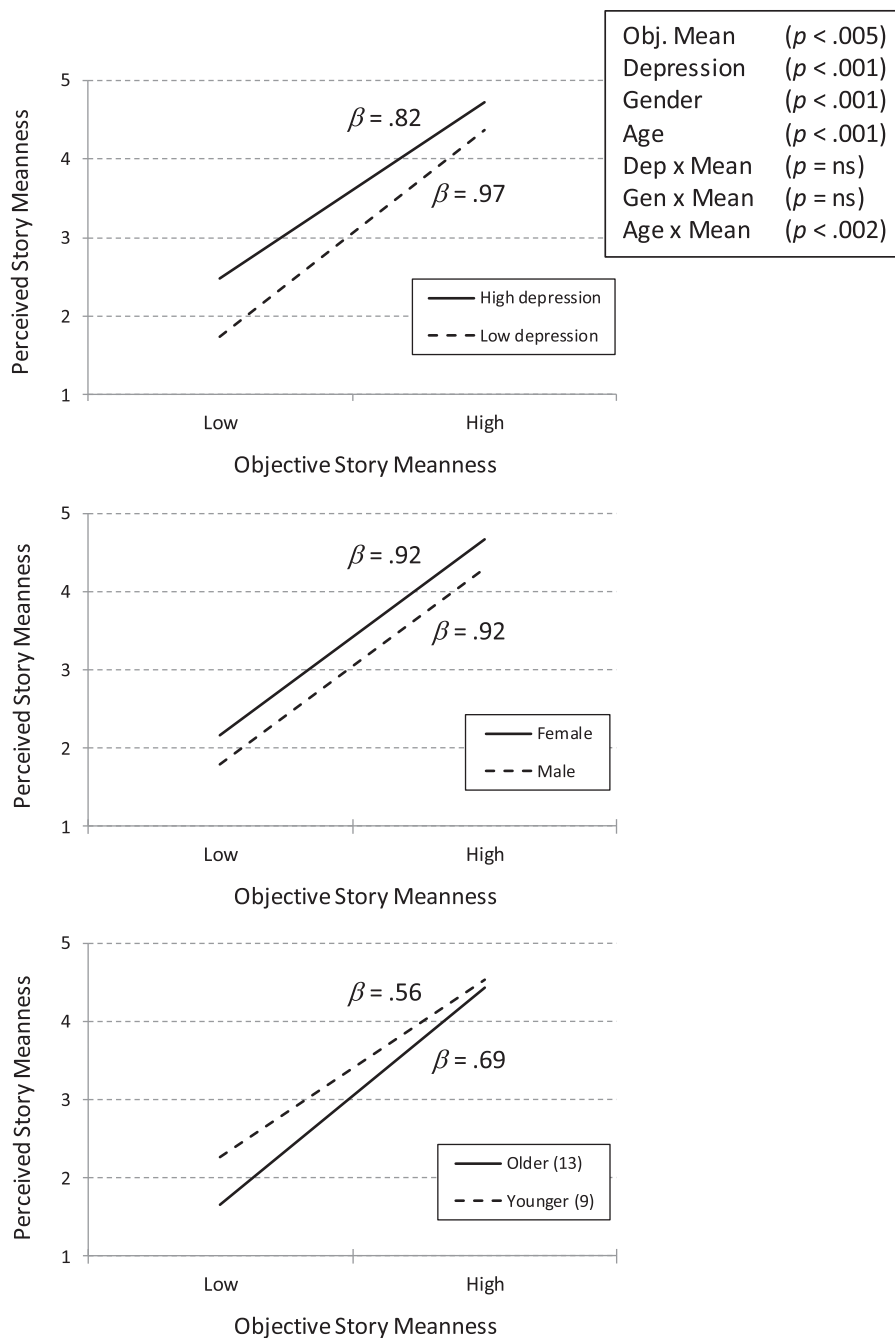 Obj. Mean (p < .005)
Depression (p < .001)
Gender (p < .001)
Age (p < .001)
Dep x Mean (p = ns)
Gen x Mean (p = ns)
Age x Mean (p < .002)
Perceived Story Meanness
5
4
3
2
1
β = .82
β = .97
High depression
Low depression
Low High
Objective Story Meanness
Perceived Story Meanness
5
4
3
2
1
β = .92
β = .92
Female
Male
Low High
Objective Story Meanness
Perceived Story Meanness
5
4
3
2
1
β = .56
β = .69
Older (13)
Younger (9)
Low High
Objective Story Meanness